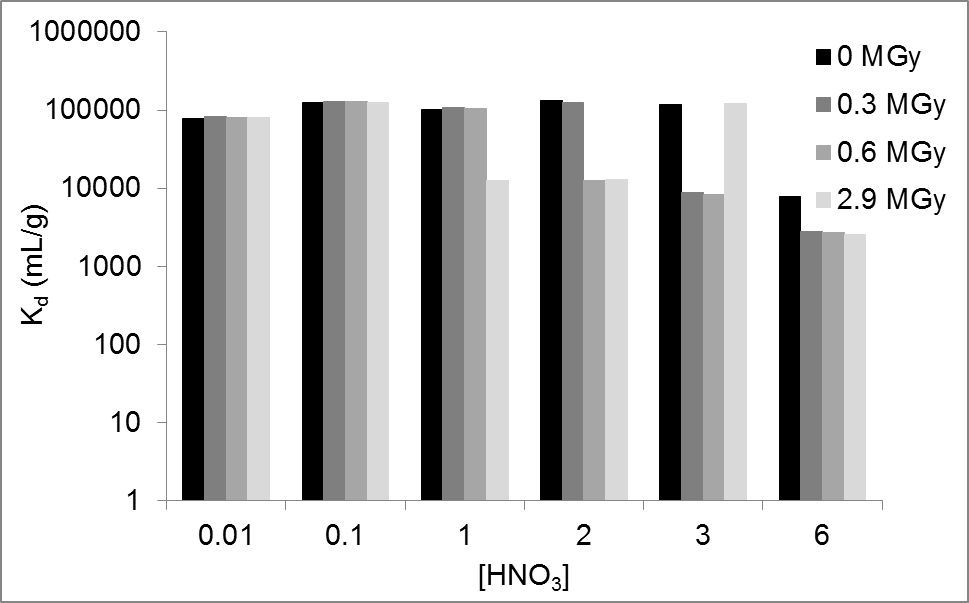 1000000
100000
10000
1000
100
10
1
K_d (mL/g)
0.01 0.1 1 2 3 6
[HNO₃]
0 MGy
0.3 MGy
0.6 MGy
2.9 MGy